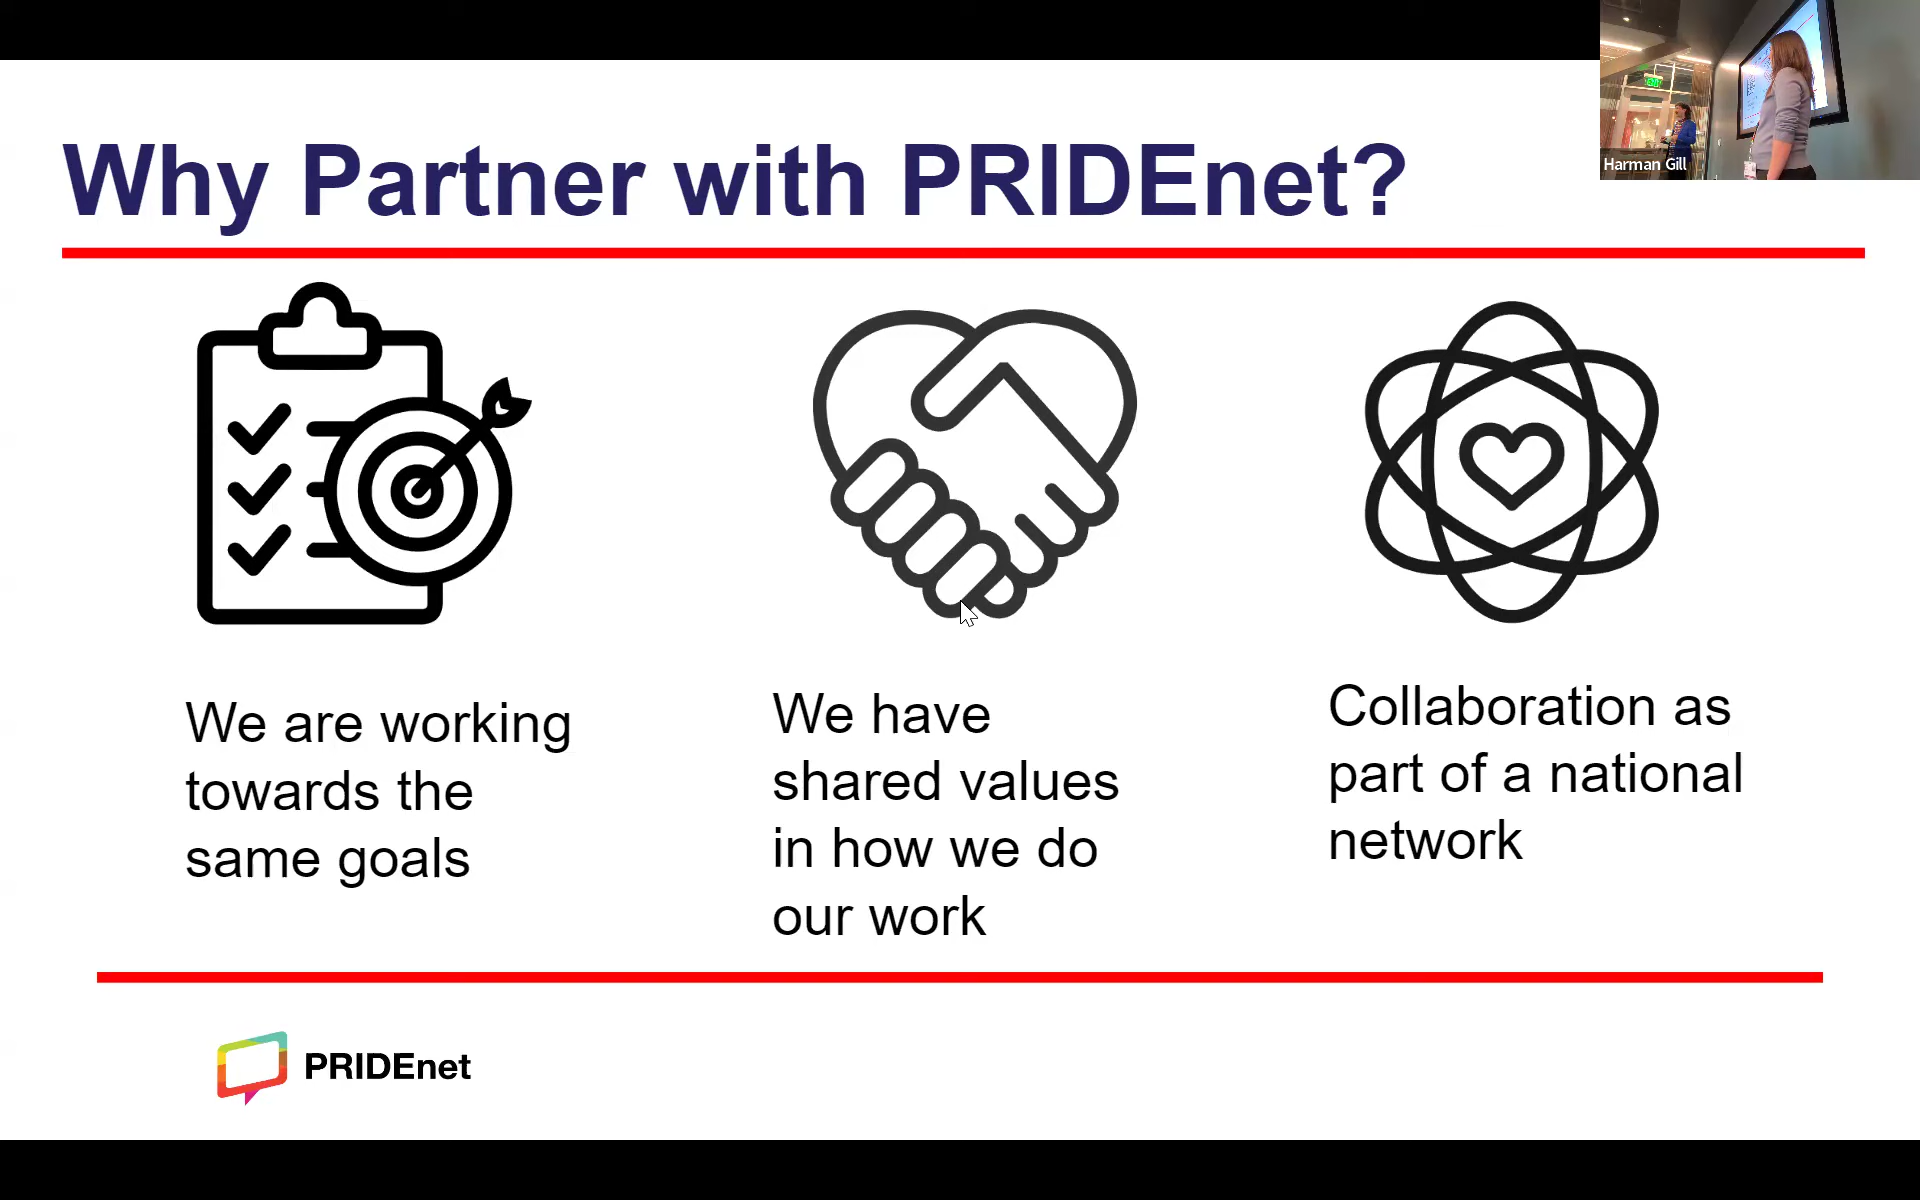 Why Partner with PRIDEnet?
Harman Gill
We are working
towards the
same goals
We have
shared values
in how we do
our work
Collaboration as
part of a national
network
PRIDEnet